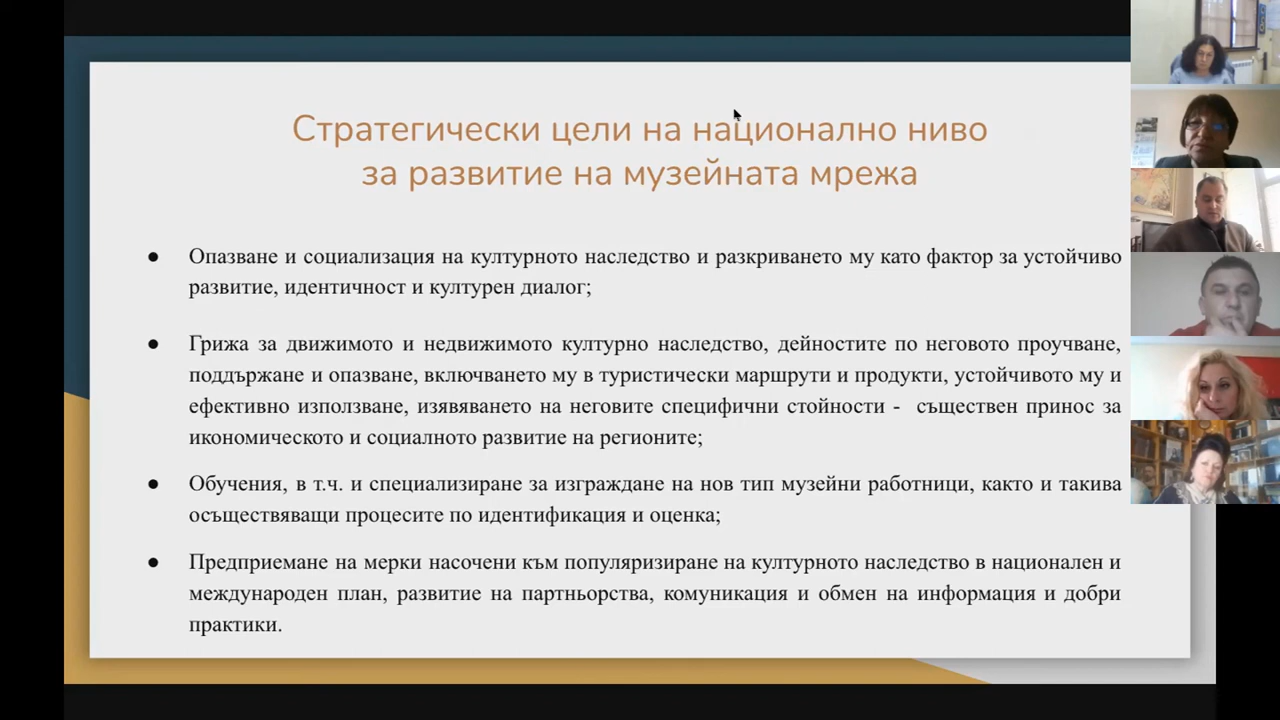 Стратегически цели на национално ниво
за развитие на музейната мрежа
● Опазване и социализация на културното наследство и разкриването му като фактор за устойчиво
развитие, идентичност и културен диалог;
● Грижа за движимото и недвижимото културно наследство, дейностите по неговото проучване,
поддържане и опазване, включването му в туристически маршрути и продукти, устойчивото му и
ефективно използване, изявяването на неговите специфични стойности - съществен принос за
икономическото и социалното развитие на регионите;
● Обучения, в т.ч. и специализиране за изграждане на нов тип музейни работници, както и такива
осъществяващи процесите по идентификация и оценка;
● Предприемане на мерки насочени към популяризиране на културното наследство в национален и
международен план, развитие на партньорства, комуникация и обмен на информация и добри
практики.